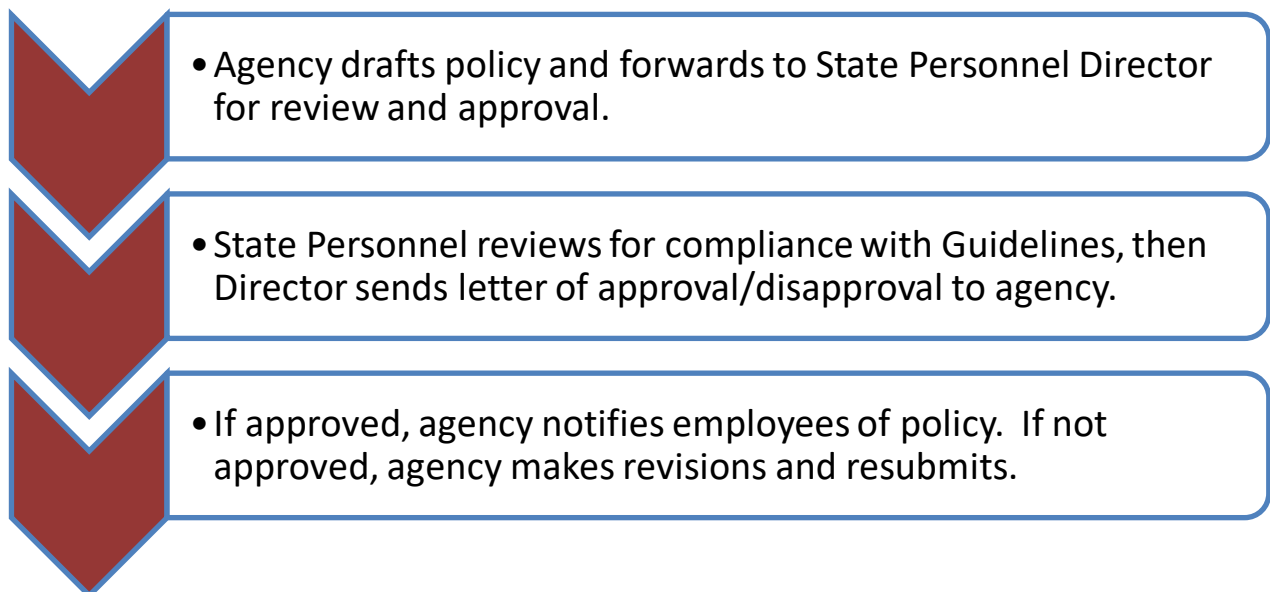 • Agency drafts policy and forwards to State Personnel Director
for review and approval.
• State Personnel reviews for compliance with Guidelines, then
Director sends letter of approval/disapproval to agency.
• If approved, agency notifies employees of policy.  If not
approved, agency makes revisions and resubmits.